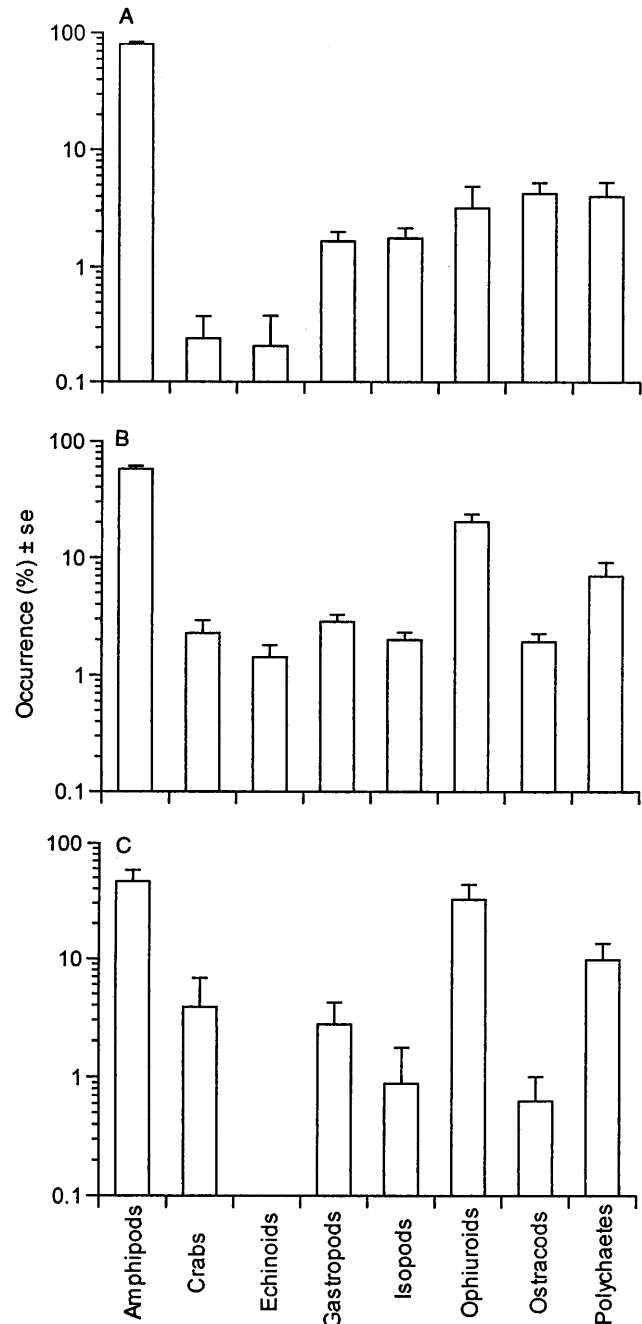 A
100
10
1
0.1
B
100
10
1
0.1
Occurrence (%) ± se
C
100
10
1
0.1
Amphipods
Crabs
Echinoids
Gastropods
Isopods
Ophiuroids
Ostracods
Polychaetes